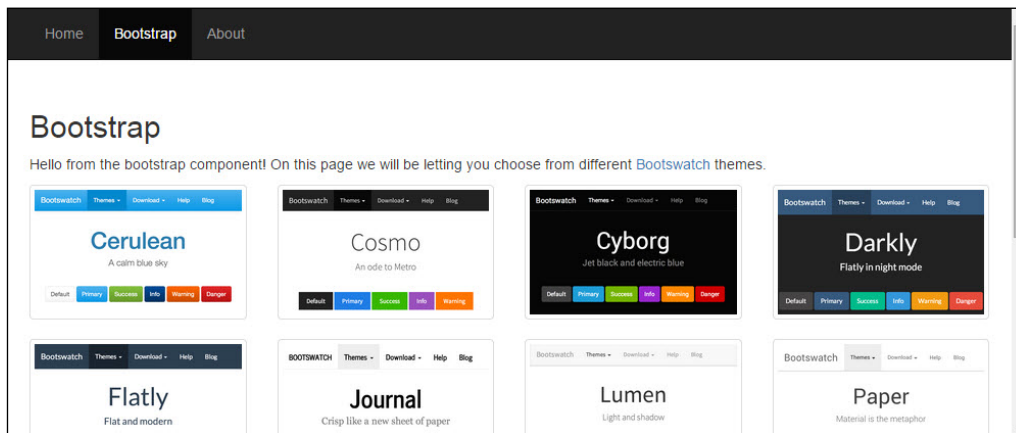 Home Bootstrap About
Bootstrap
Hello from the bootstrap component! On this page we will be letting you choose from different Bootswatch themes.
Bootswatch Themes Download Help Blog
Cerulean
A calm blue sky
Default Primary Success Info Warning Danger
Bootswatch Themes Download Help Blog
Cosmo
An ode to Metro
Default Primary Success Info Warning
Bootswatch Themes Download Help Blog
Cyborg
Jet black and electric blue
Default Primary Success Info Warning Danger
Bootswatch Themes Download Help Blog
Darkly
Flatly in night mode
Default Primary Success Info Warning Danger
Bootswatch Themes Download Help Blog
Flatly
Flat and modern
BOOTSWATCH Themes Download Help Blog
Journal
Crisp like a new sheet of paper
Bootswatch Themes Download Help Blog
Lumen
Light and shadow
Bootswatch Themes Download Help Blog
Paper
Material is the metaphor